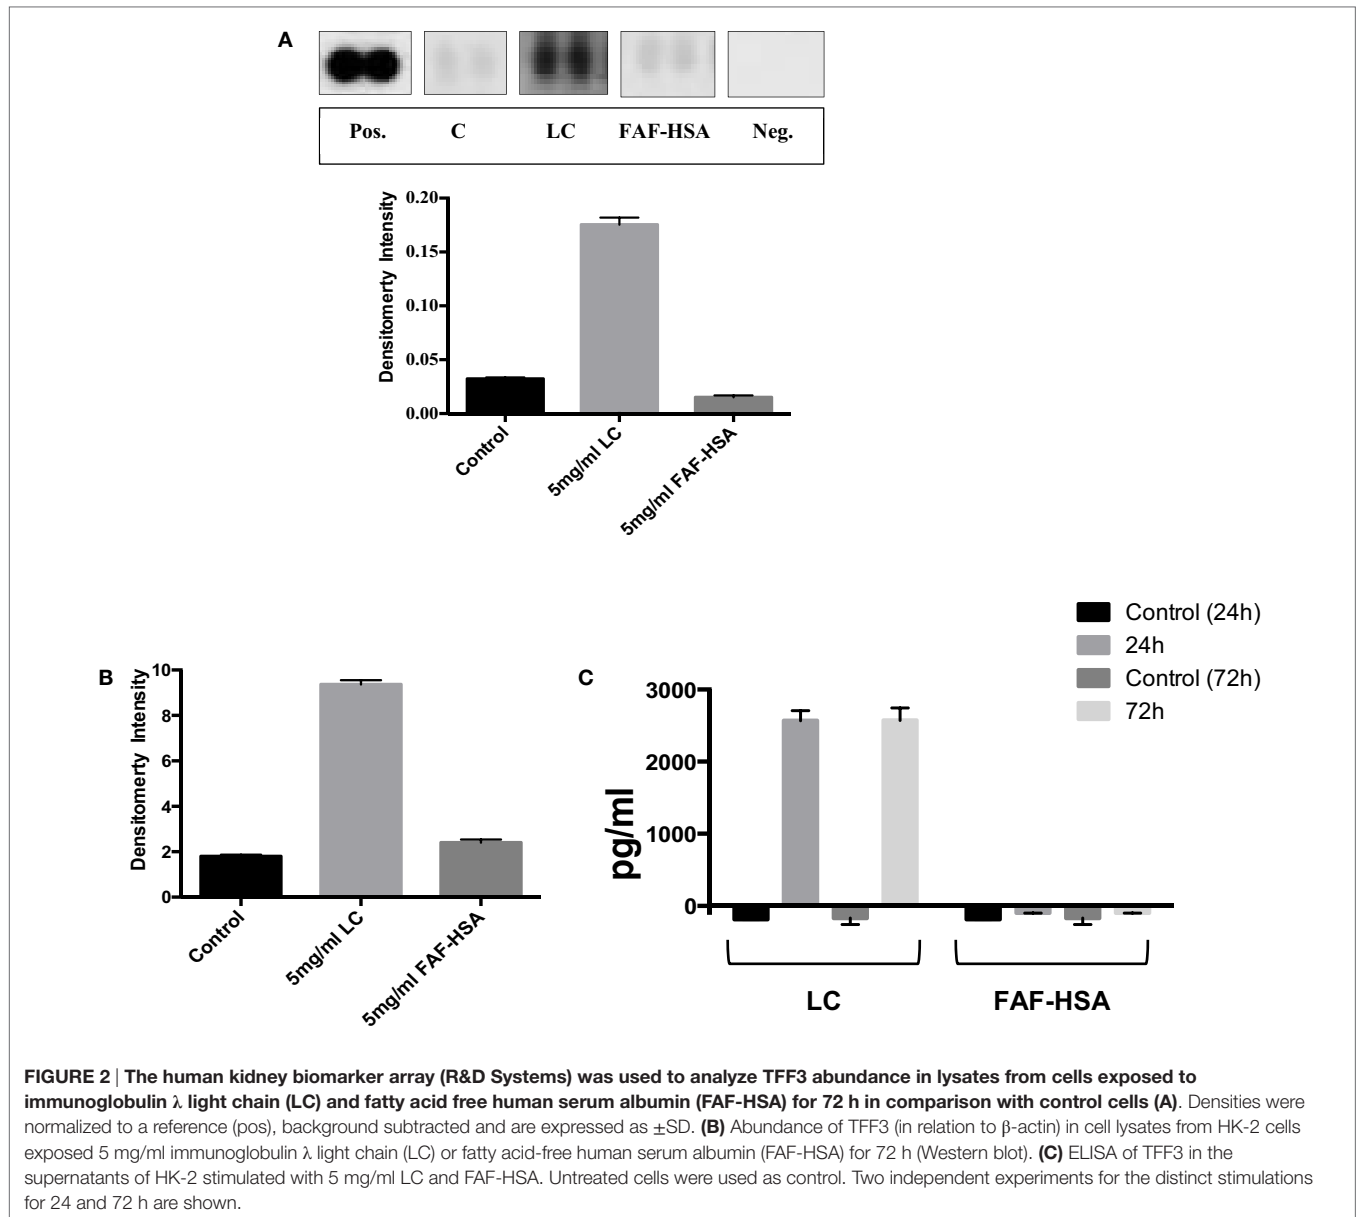 A
Pos. C LC FAF-HSA Neg.
Densitomerty Intensity
0.20
0.15
0.10
0.05
0.00
Control
5mg/ml LC
5mg/ml FAF-HSA
B
Densitomerty Intensity
10
8
6
4
2
0
Control
5mg/ml LC
5mg/ml FAF-HSA
C
Control (24h)
24h
Control (72h)
72h
pg/ml
3000
2000
1000
0
LC
FAF-HSA
FIGURE 2 | The human kidney biomarker array (R&D Systems) was used to analyze TFF3 abundance in lysates from cells exposed to
immunoglobulin λ light chain (LC) and fatty acid free human serum albumin (FAF-HSA) for 72 h in comparison with control cells (A). Densities were
normalized to a reference (pos), background subtracted and are expressed as ±SD. (B) Abundance of TFF3 (in relation to β-actin) in cell lysates from HK-2 cells
exposed 5 mg/ml immunoglobulin λ light chain (LC) or fatty acid-free human serum albumin (FAF-HSA) for 72 h (Western blot). (C) ELISA of TFF3 in the
supernatants of HK-2 stimulated with 5 mg/ml LC and FAF-HSA. Untreated cells were used as control. Two independent experiments for the distinct stimulations
for 24 and 72 h are shown.